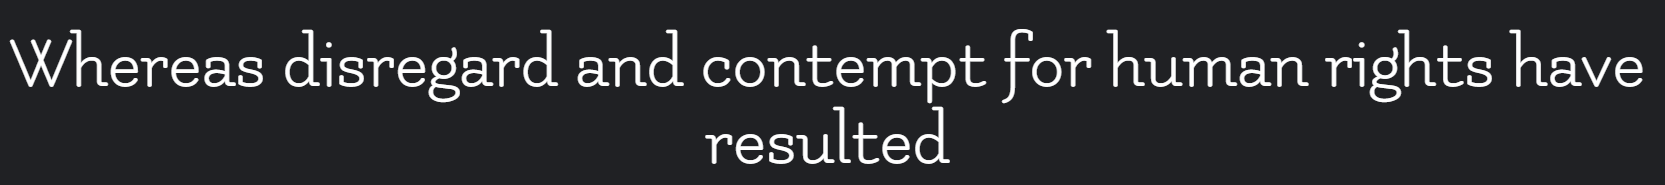 Whereas disregard and contempt for human rights have
resulted